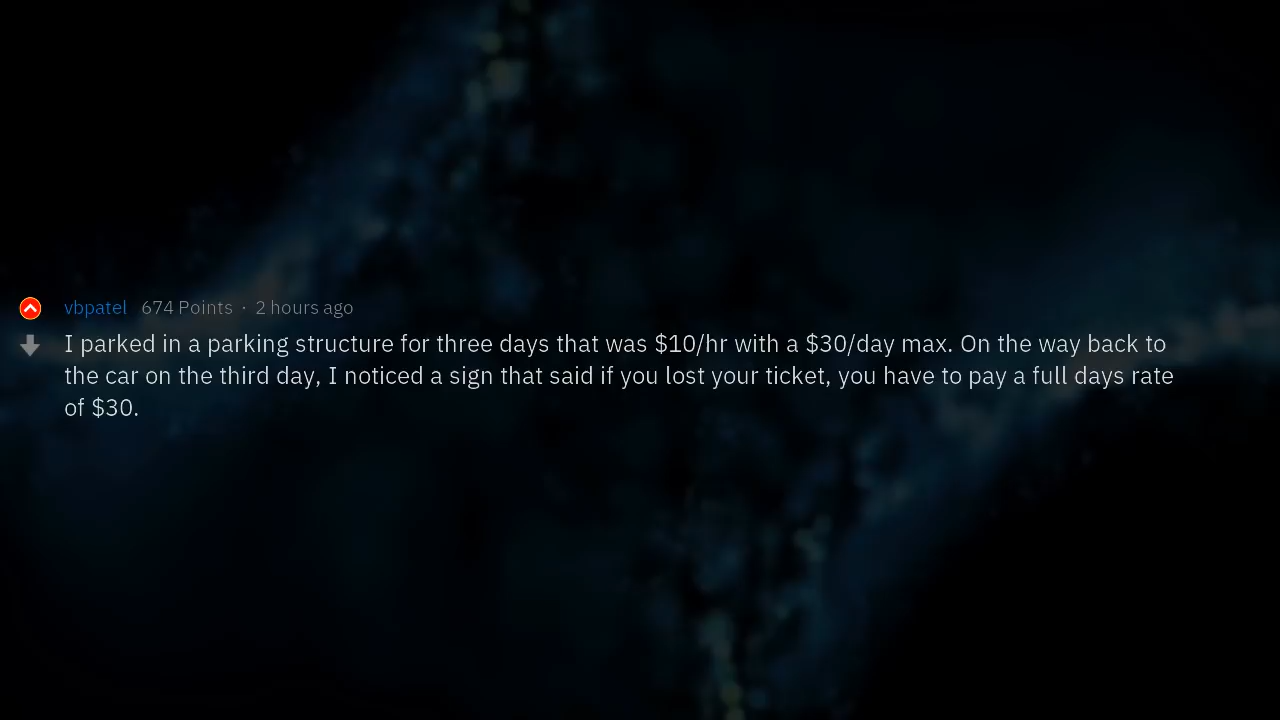 vbpatel 674 Points · 2 hours ago
I parked in a parking structure for three days that was $10/hr with a $30/day max. On the way back to
the car on the third day, I noticed a sign that said if you lost your ticket, you have to pay a full days rate
of $30.